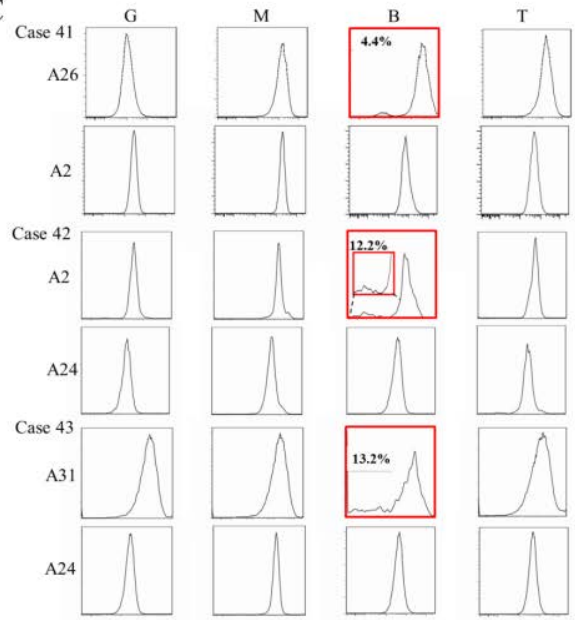 C
G M B T
Case 41
A26
4.4%
A2
Case 42
A2
12.2%
A24
Case 43
A31
13.2%
A24